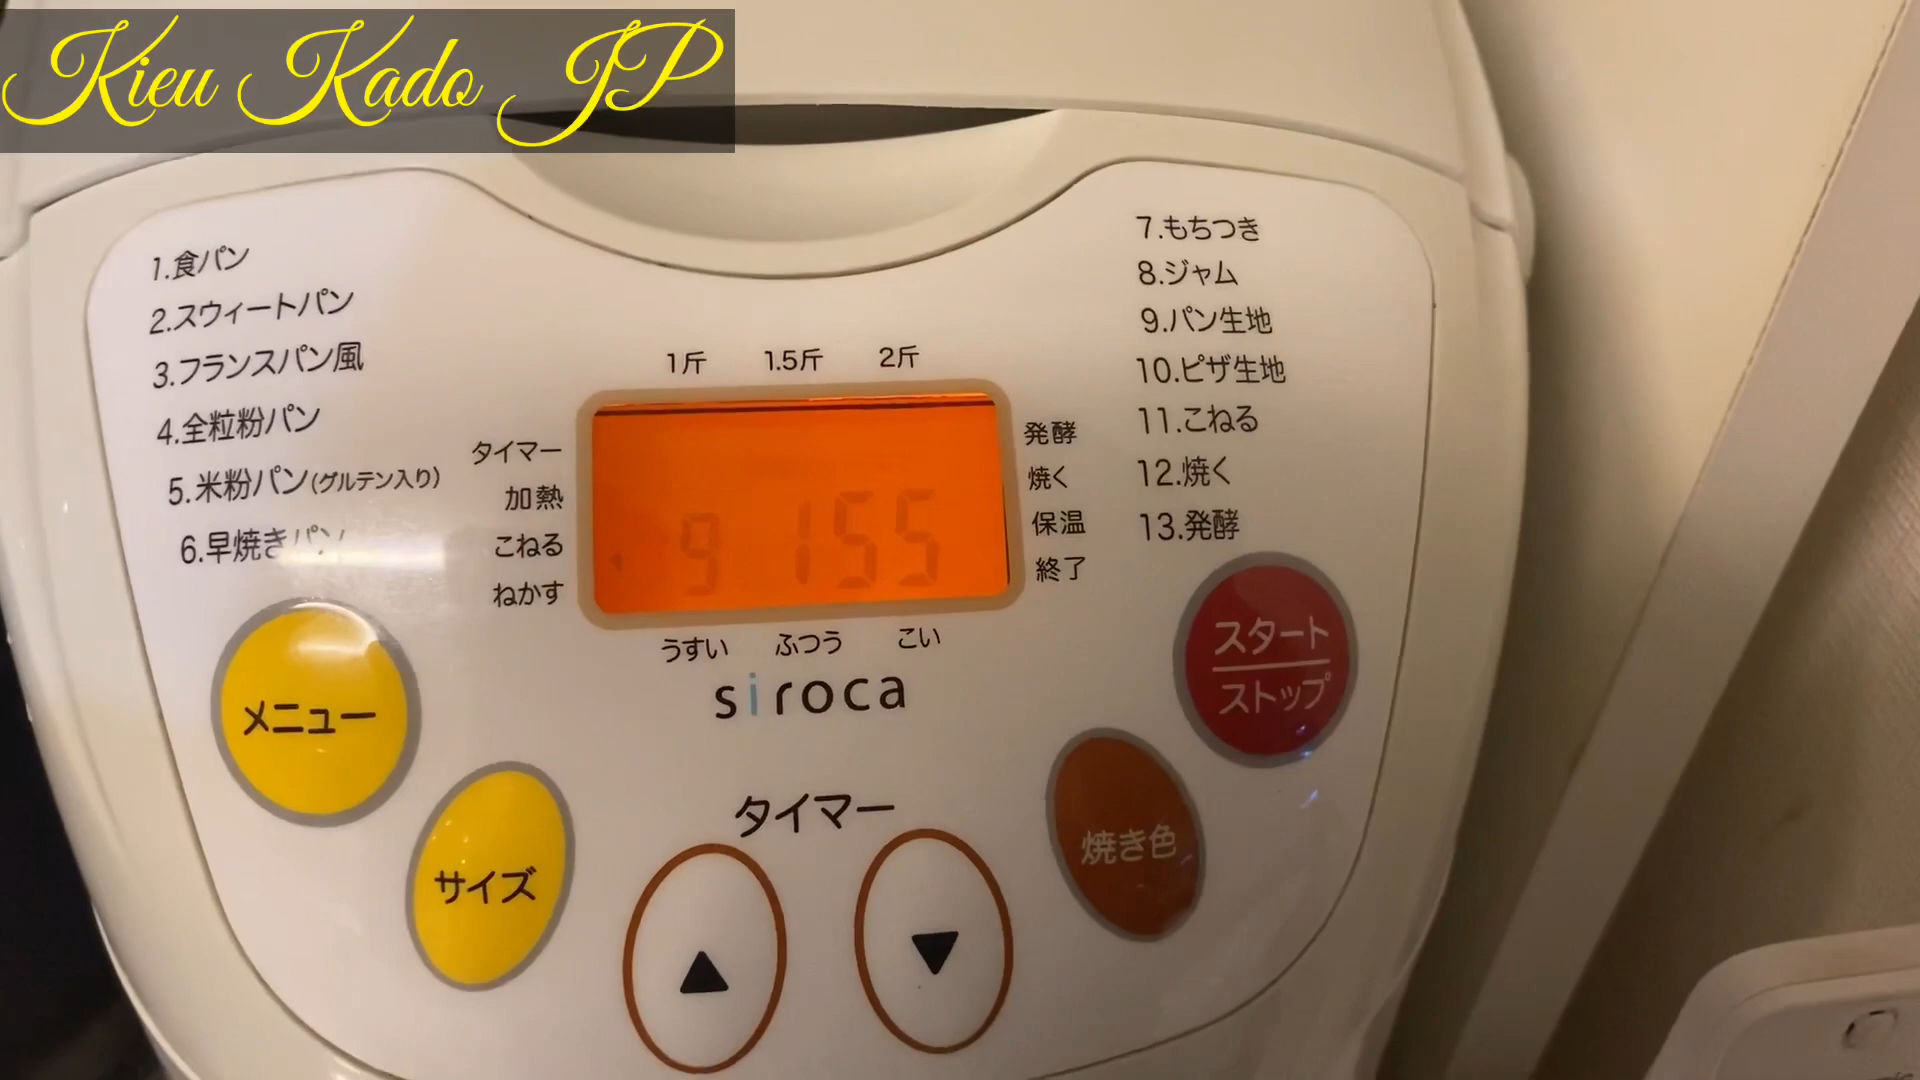 Kieu Kado JP
1.食パン
2.スウィートパン
3.フランスパン風
4.全粒粉パン
5.米粉パン(グルテン入り)
6.早焼きパン
7.もちつき
8.ジャム
9.パン生地
10.ピザ生地
11.こねる
12.焼く
13.発酵
1斤 1.5斤 2斤
タイマー
加熱
こねる
ねかす
9 155
発酵
焼く
保温
終了
うすい ふつう こい
siroca
メニュー
サイズ
タイマー
▲ ▼
焼き色
スタート
ストップ